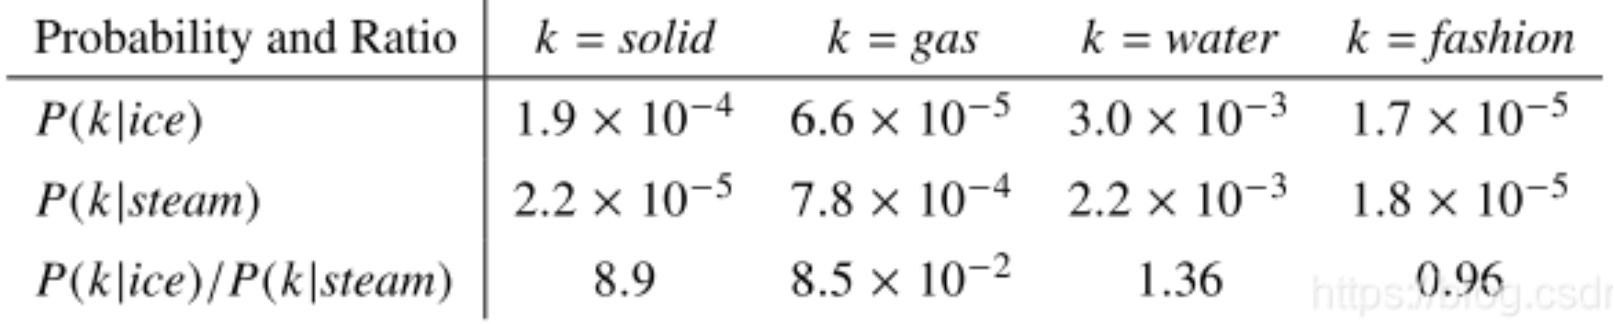 Probability and Ratio k = solid k = gas k = water k = fashion
P(k|ice) 1.9 × 10⁻⁴ 6.6 × 10⁻⁵ 3.0 × 10⁻³ 1.7 × 10⁻⁵
P(k|steam) 2.2 × 10⁻⁵ 7.8 × 10⁻⁴ 2.2 × 10⁻³ 1.8 × 10⁻⁵
P(k|ice)/P(k|steam) 8.9 8.5 × 10⁻² 1.36 0.96